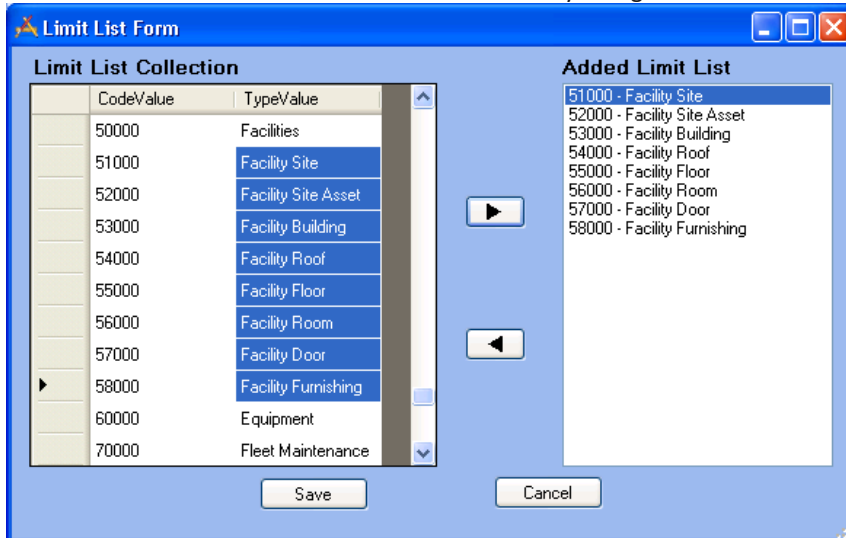 Limit List Form
Limit List Collection
CodeValue TypeValue
50000 Facilities
51000 Facility Site
52000 Facility Site Asset
53000 Facility Building
54000 Facility Roof
55000 Facility Floor
56000 Facility Room
57000 Facility Door
58000 Facility Furnishing
60000 Equipment
70000 Fleet Maintenance
Added Limit List
51000 - Facility Site
52000 - Facility Site Asset
53000 - Facility Building
54000 - Facility Roof
55000 - Facility Floor
56000 - Facility Room
57000 - Facility Door
58000 - Facility Furnishing
Save
Cancel